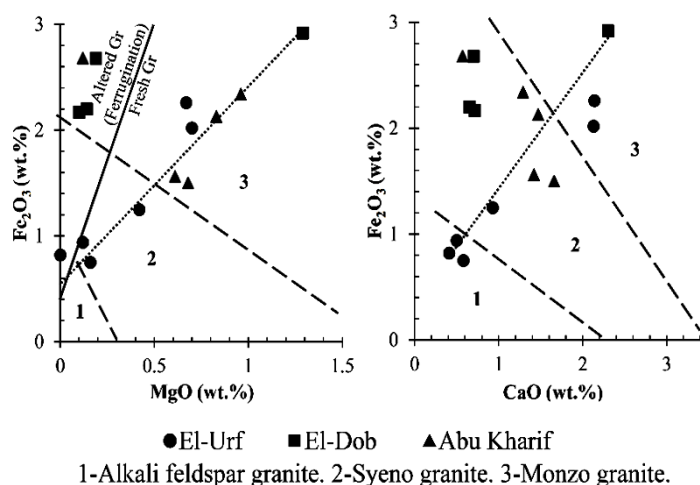 3
2
1
0
Fe₂O₃ (wt.%)
Altered Gr
(Ferrugination)
Fresh Gr
1
2
3
0
0.5
1
1.5
MgO (wt.%)
3
2
1
0
Fe₂O₃ (wt.%)
1
2
3
0
1
2
3
CaO (wt.%)
●El-Urf ■El-Dob ▲Abu Kharif
1-Alkali feldspar granite. 2-Syeno granite. 3-Monzo granite.